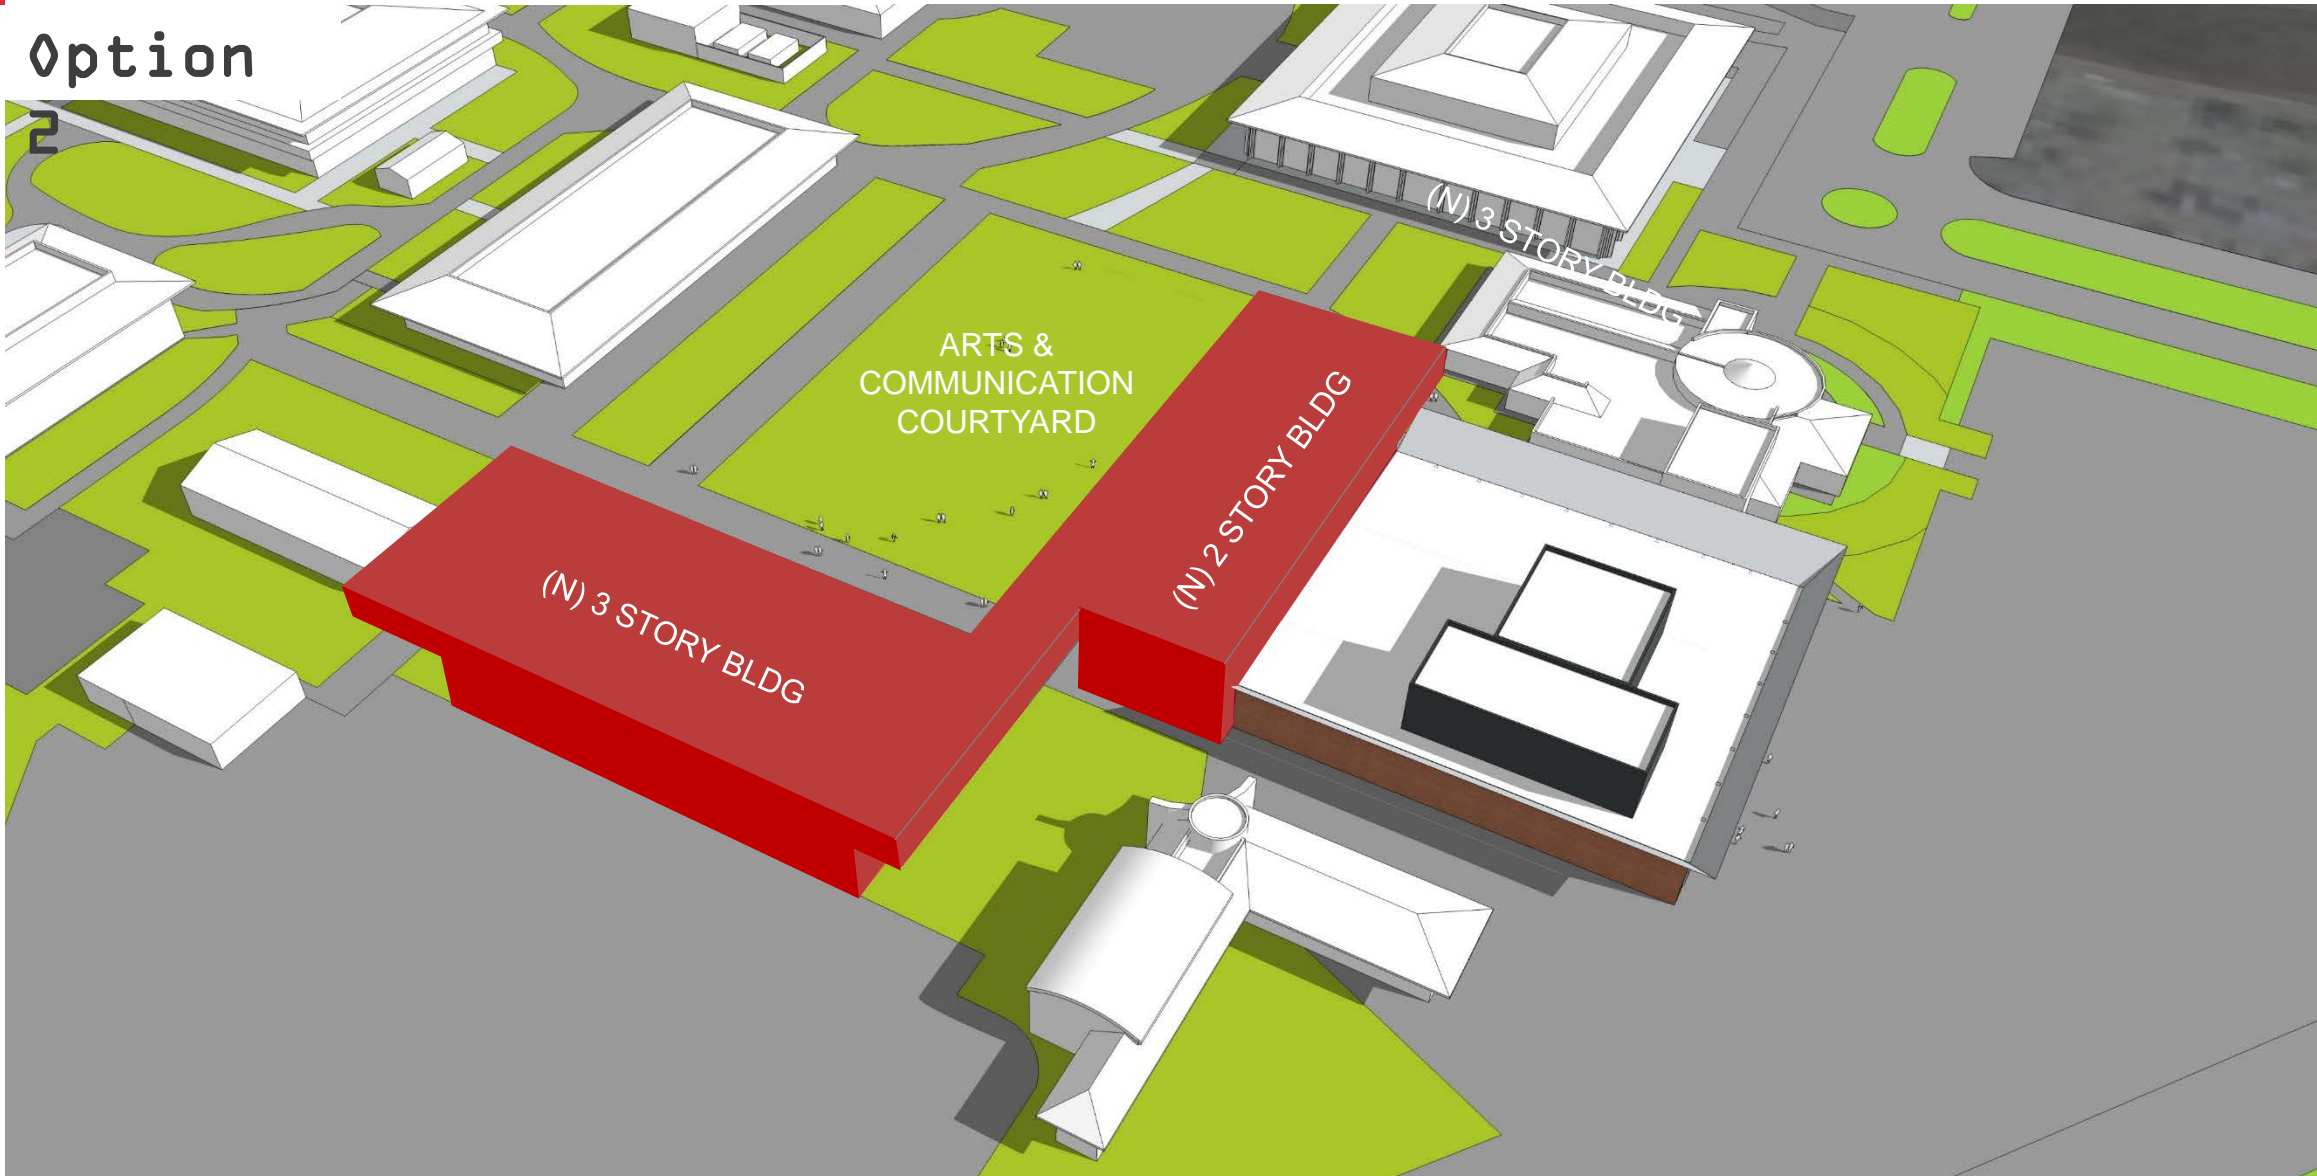 Option
2
(N) 3 STORY BLDG
ARTS &
COMMUNICATION
COURTYARD
(N) 2 STORY BLDG
(N) 3 STORY BLDG